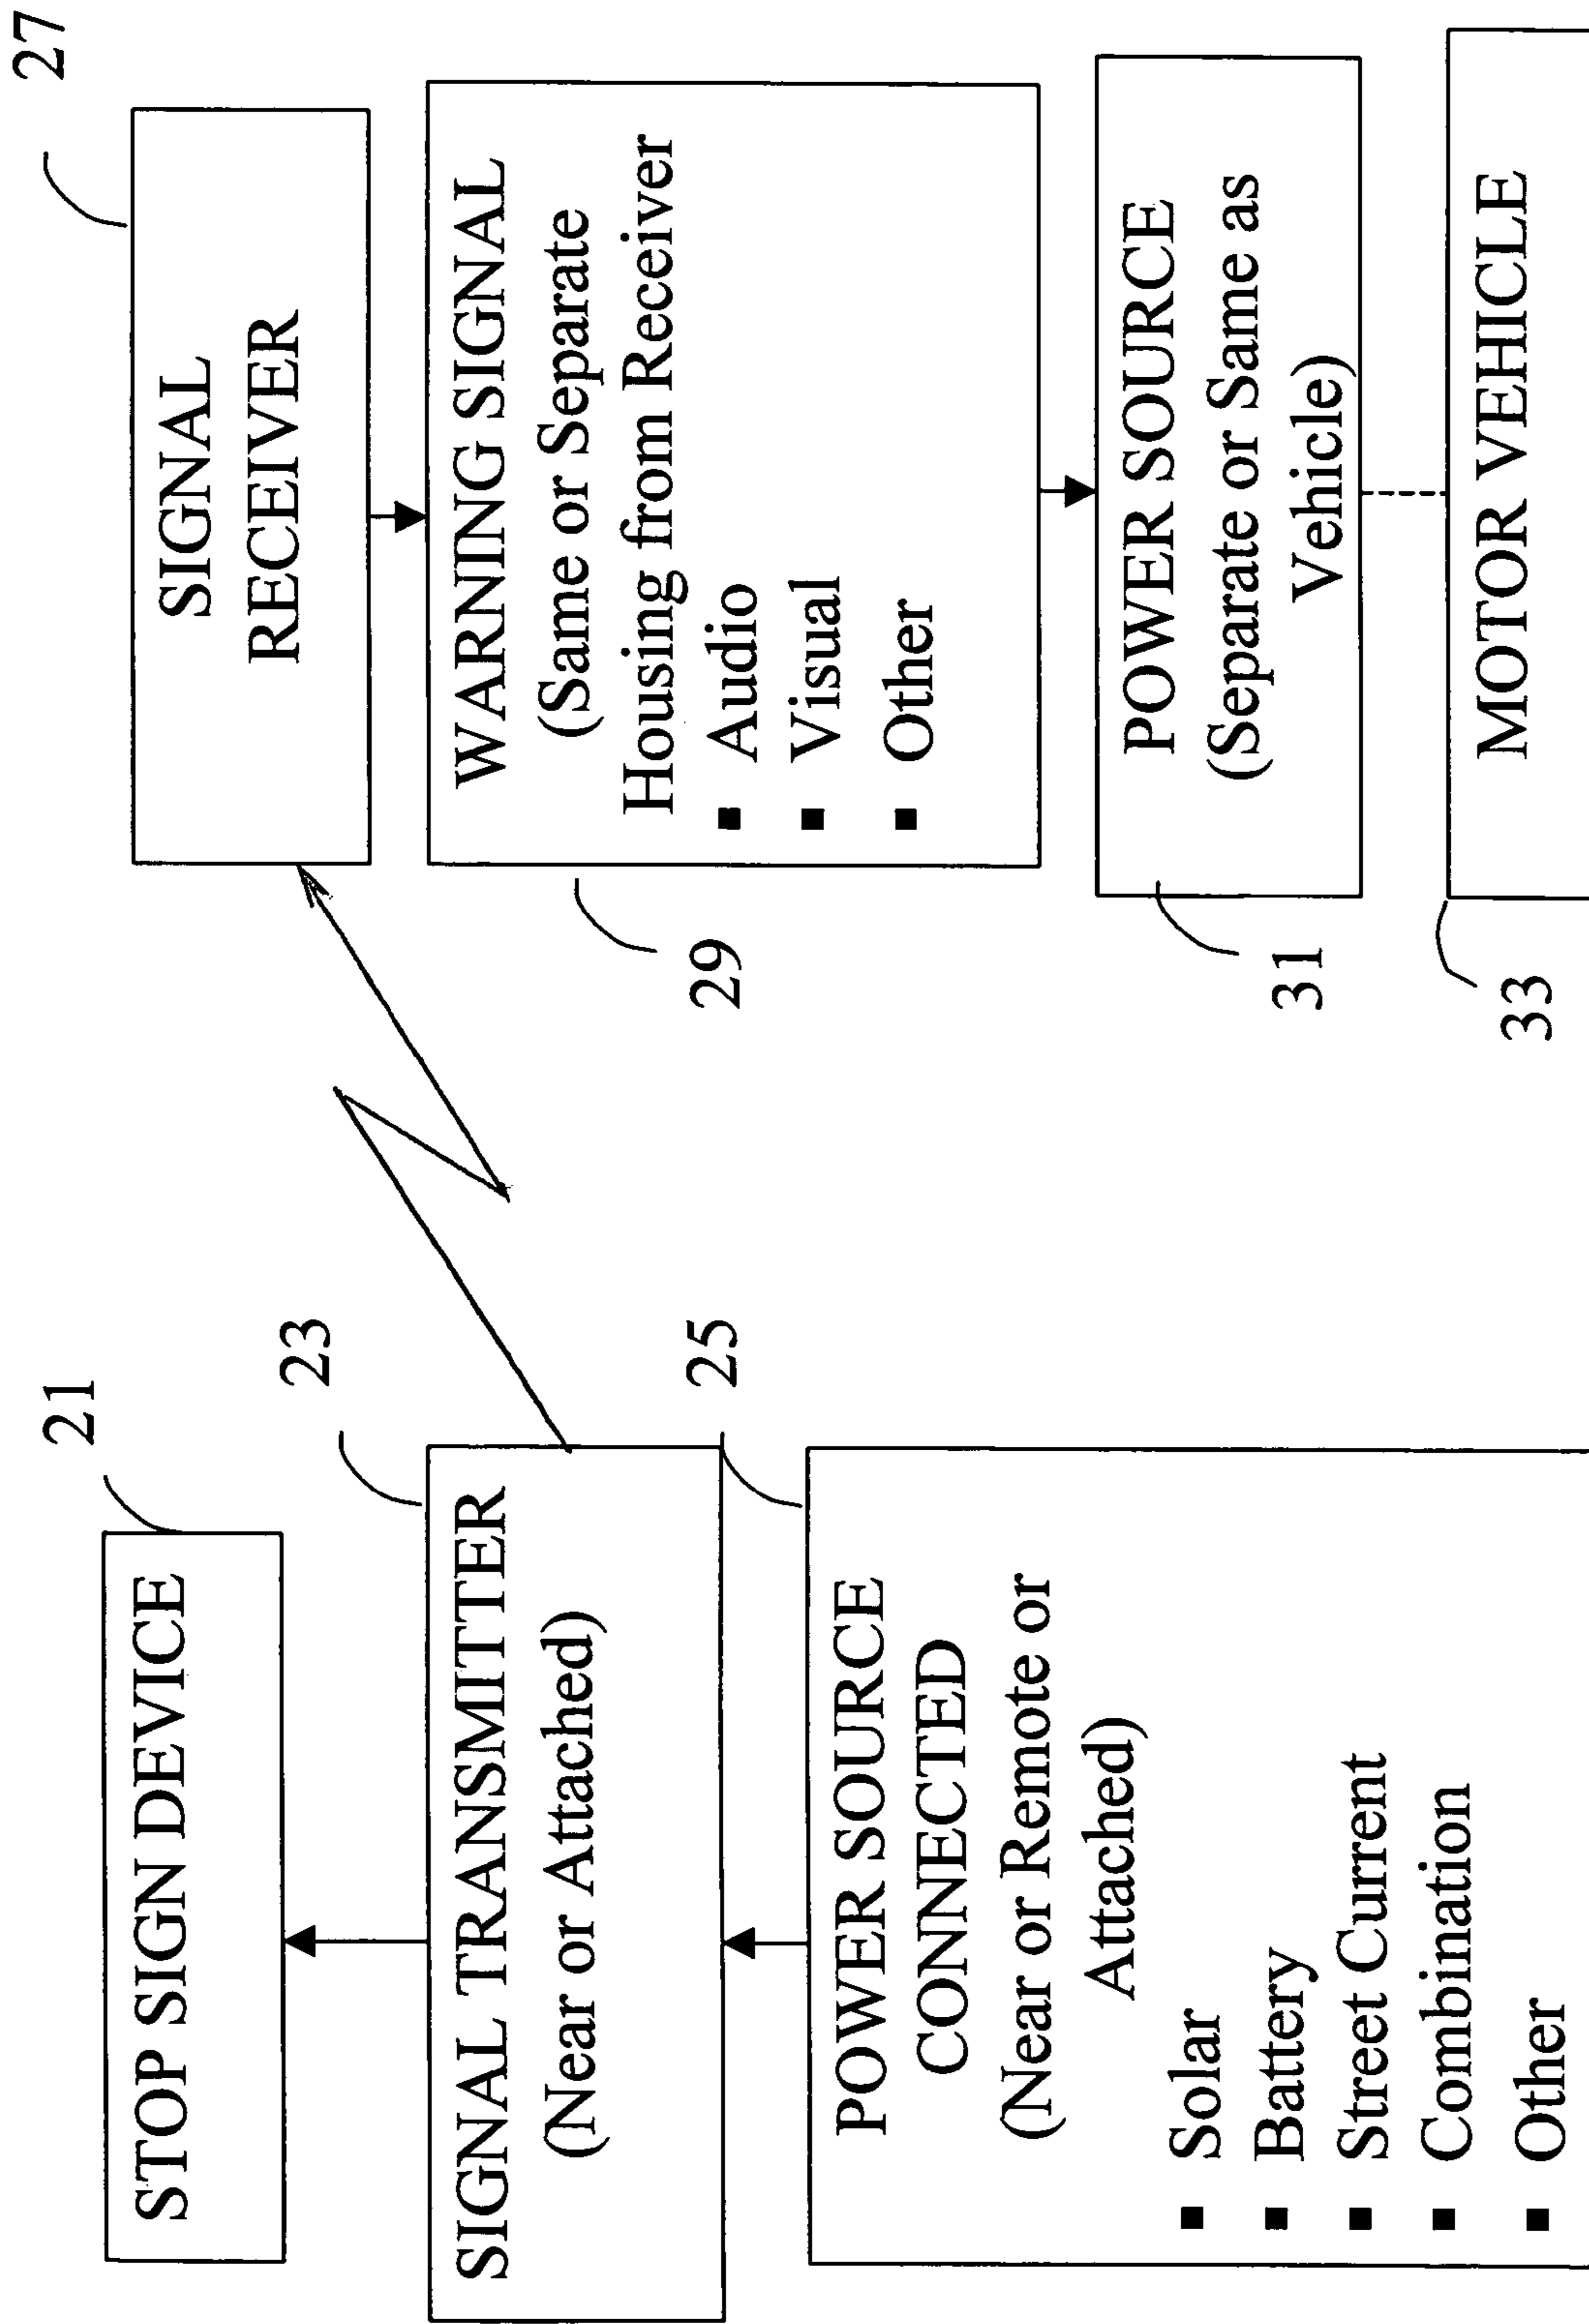 21
STOP SIGN DEVICE
23
SIGNAL TRANSMITTER
(Near or Attached)
25
POWER SOURCE
CONNECTED
(Near or Remote or
Attached)
▪ Solar
▪ Battery
▪ Street Current
▪ Combination
▪ Other
27
SIGNAL
RECEIVER
WARNING SIGNAL
(Same or Separate
Housing from Receiver
▪ Audio
▪ Visual
▪ Other
29
POWER SOURCE
(Separate or Same as
Vehicle)
31
MOTOR VEHICLE
33